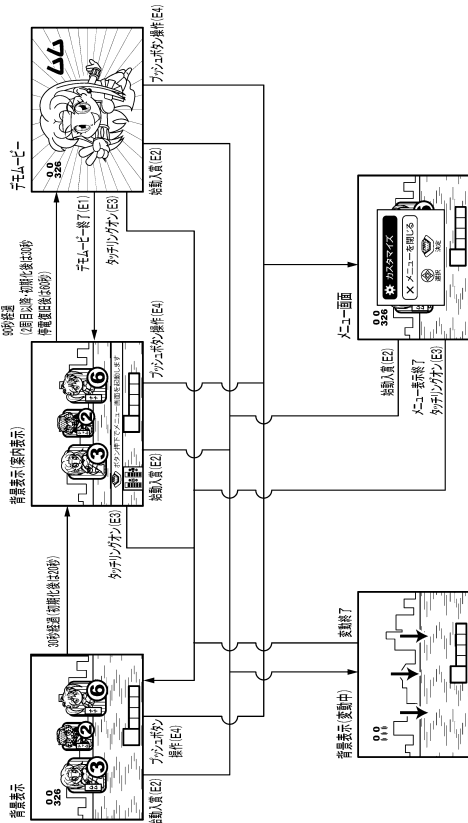 背景表示
0 0
326
3
2
6
始動入賞(E2)
プッシュボタン
操作(E4)
30秒経過(初期化後は20秒)
背景表示(案内表示)
3
2
6
ボタン押下でメニュー画面を起動します
タッチリングオン(E3)
始動入賞(E2)
プッシュボタン操作(E4)
90秒経過
(2周目以降・初期化後は30秒
停電復旧後は60秒)
デモムービー終了(E1)
デモムービー
0 0
326
ムム
タッチリングオン(E3)
始動入賞(E2)
プッシュボタン操作(E4)
背景表示(変動中)
0 0
変動終了
メニュー画面
0 0
326
カスタマイズ
× メニューを閉じる
選択
決定
始動入賞(E2)
メニュー表示終了
タッチリングオン(E3)